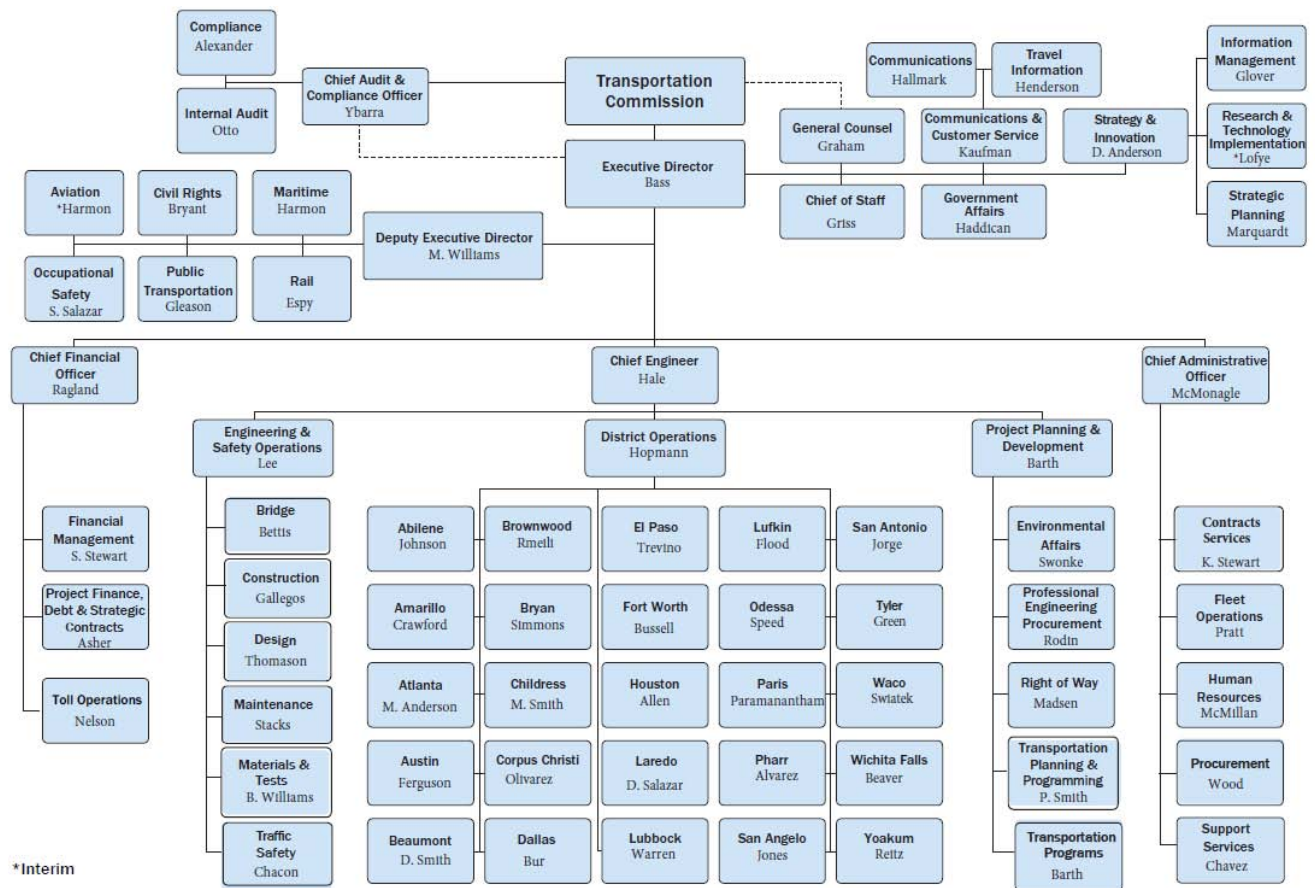 Compliance
Alexander
Internal Audit
Otto
Chief Audit &
Compliance Officer
Ybarra
Transportation
Commission
Executive Director
Bass
Communications
Hallmark
Travel
Information
Henderson
General Counsel
Graham
Communications &
Customer Service
Kaufman
Strategy &
Innovation
D. Anderson
Chief of Staff
Griss
Government
Affairs
Haddican
Information
Management
Glover
Research &
Technology
Implementation
*Lofye
Strategic
Planning
Marquardt
Aviation
*Harmon
Civil Rights
Bryant
Maritime
Harmon
Deputy Executive Director
M. Williams
Occupational
Safety
S. Salazar
Public
Transportation
Gleason
Rail
Espy
Chief Financial
Officer
Ragland
Chief Engineer
Hale
Chief Administrative
Officer
McMonagle
Engineering &
Safety Operations
Lee
District Operations
Hopmann
Project Planning &
Development
Barth
Financial
Management
S. Stewart
Project Finance,
Debt & Strategic
Contracts
Asher
Toll Operations
Nelson
Bridge
Bettis
Construction
Gallegos
Design
Thomason
Maintenance
Stacks
Materials &
Tests
B. Williams
Traffic
Safety
Chacon
Abilene
Johnson
Amarillo
Crawford
Atlanta
M. Anderson
Austin
Ferguson
Beaumont
D. Smith
Brownwood
Rmeili
Bryan
Simmons
Childress
M. Smith
Corpus Christi
Olivarez
Dallas
Bur
El Paso
Trevino
Fort Worth
Bussell
Houston
Allen
Laredo
D. Salazar
Lubbock
Warren
Lufkin
Flood
Odessa
Speed
Paris
Paramanantham
Pharr
Alvarez
San Angelo
Jones
San Antonio
Jorge
Tyler
Green
Waco
Swiatek
Wichita Falls
Beaver
Yoakum
Reitz
Environmental
Affairs
Swonke
Professional
Engineering
Procurement
Rodin
Right of Way
Madsen
Transportation
Planning &
Programming
P. Smith
Transportation
Programs
Barth
Contracts
Services
K. Stewart
Fleet
Operations
Pratt
Human
Resources
McMillan
Procurement
Wood
Support
Services
Chavez
*Interim